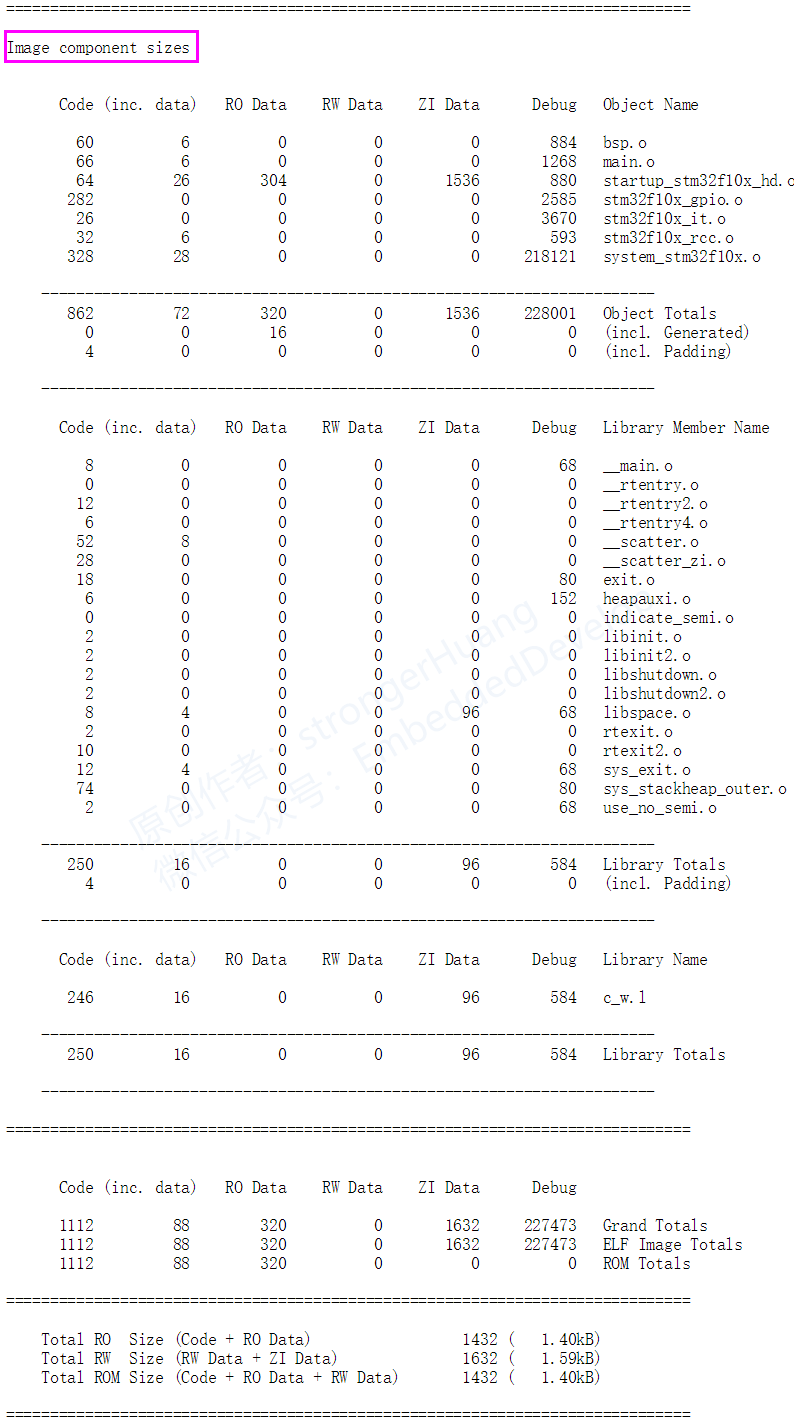 ==============================================================================
Image component sizes
Code (inc. data)   RO Data    RW Data    ZI Data      Debug   Object Name
60          6          0          0          0        884   bsp.o
66          6          0          0          0       1268   main.o
64         26        304          0       1536        880   startup_stm32f10x_hd.o
282          0          0          0          0       2585   stm32f10x_gpio.o
26          0          0          0          0       3670   stm32f10x_it.o
32          6          0          0          0        593   stm32f10x_rcc.o
328         28          0          0          0     218121   system_stm32f10x.o
----------------------------------------------------------------------
862         72        320          0       1536     228001   Object Totals
0          0         16          0          0          0   (incl. Generated)
4          0          0          0          0          0   (incl. Padding)
----------------------------------------------------------------------
Code (inc. data)   RO Data    RW Data    ZI Data      Debug   Library Member Name
8          0          0          0          0         68   __main.o
0          0          0          0          0          0   __rtentry.o
12          0          0          0          0          0   __rtentry2.o
6          0          0          0          0          0   __rtentry4.o
52          8          0          0          0          0   __scatter.o
28          0          0          0          0          0   __scatter_zi.o
18          0          0          0          0         80   exit.o
6          0          0          0          0        152   heapauxi.o
0          0          0          0          0          0   indicate_semi.o
2          0          0          0          0          0   libinit.o
2          0          0          0          0          0   libinit2.o
2          0          0          0          0          0   libshutdown.o
2          0          0          0          0          0   libshutdown2.o
8          4          0          0         96         68   libspace.o
2          0          0          0          0          0   rtexit.o
10          0          0          0          0          0   rtexit2.o
12          4          0          0          0         68   sys_exit.o
74          0          0          0          0         80   sys_stackheap_outer.o
2          0          0          0          0         68   use_no_semi.o
----------------------------------------------------------------------
250         16          0          0         96        584   Library Totals
4          0          0          0          0          0   (incl. Padding)
----------------------------------------------------------------------
Code (inc. data)   RO Data    RW Data    ZI Data      Debug   Library Name
246         16          0          0         96        584   c_w.l
----------------------------------------------------------------------
250         16          0          0         96        584   Library Totals
----------------------------------------------------------------------
==============================================================================
Code (inc. data)   RO Data    RW Data    ZI Data      Debug
1112         88        320          0       1632     227473   Grand Totals
1112         88        320          0       1632     227473   ELF Image Totals
1112         88        320          0          0          0   ROM Totals
==============================================================================
Total RO  Size (Code + RO Data)                 1432 (   1.40kB)
Total RW  Size (RW Data + ZI Data)              1632 (   1.59kB)
Total ROM Size (Code + RO Data + RW Data)       1432 (   1.40kB)
==============================================================================
原创作者：strongerHuang
微信公众号：EmbeddedDevelop